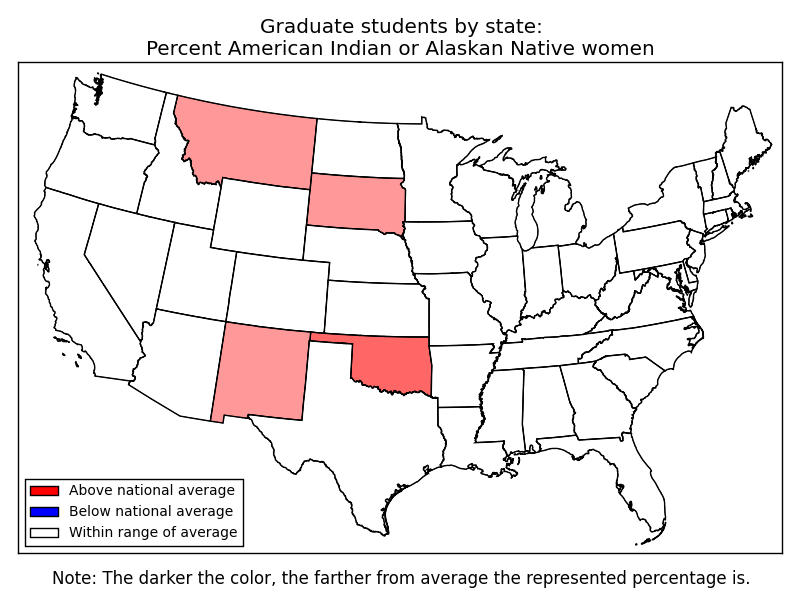 Graduate students by state:
Percent American Indian or Alaskan Native women
Above national average
Below national average
Within range of average
Note: The darker the color, the farther from average the represented percentage is.